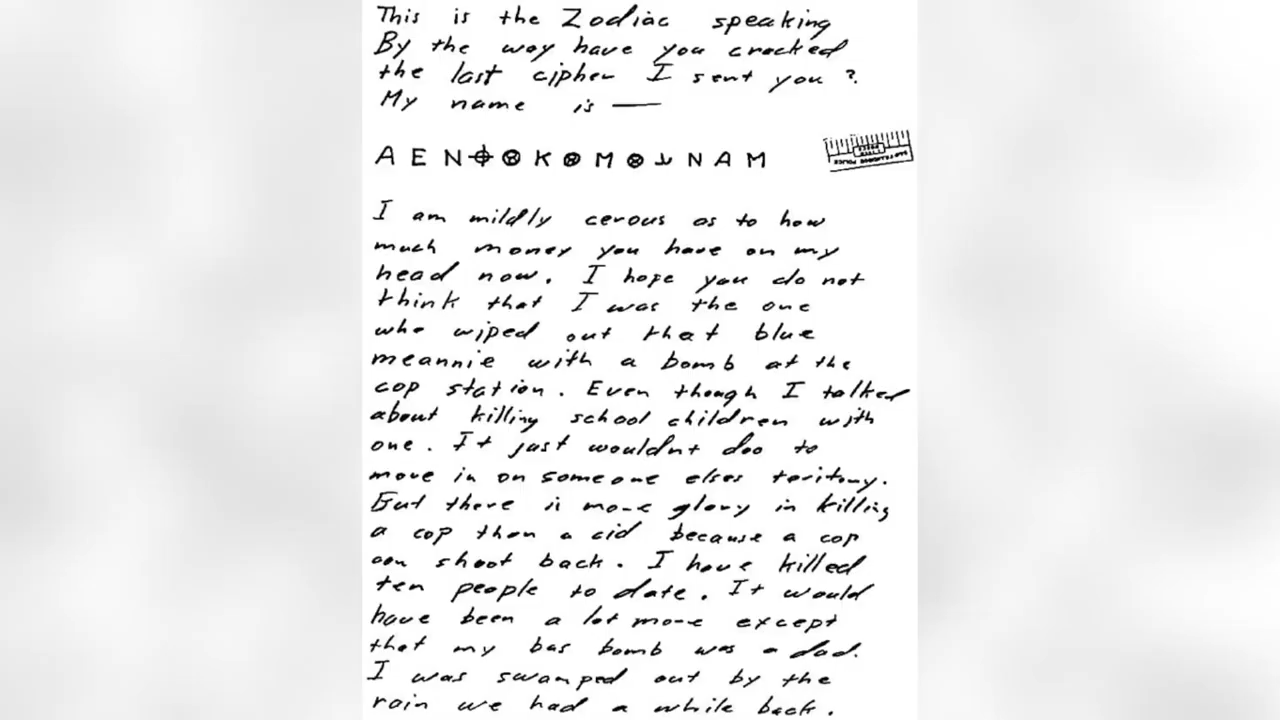 This is the Zodiac speaking
By the way have you cracked
the last cipher I sent you ?
My name is —
A E N ⌖ ⊗ K ⊗ M ⊗ ⅃ N A M
I am mildly cerous as to how
much money you have on my
head now. I hope you do not
think that I was the one
who wiped out that blue
meannie with a bomb at the
cop station. Even though I talked
about killing school children with
one. It just wouldnt doo to
move in on someone elses teritory.
But there is more glory in killing
a cop than a cid because a cop
can shoot back. I have killed
ten people to date. It would
have been a lot more except
that my bus bomb was a dud.
I was swamped out by the
rain we had a while back.